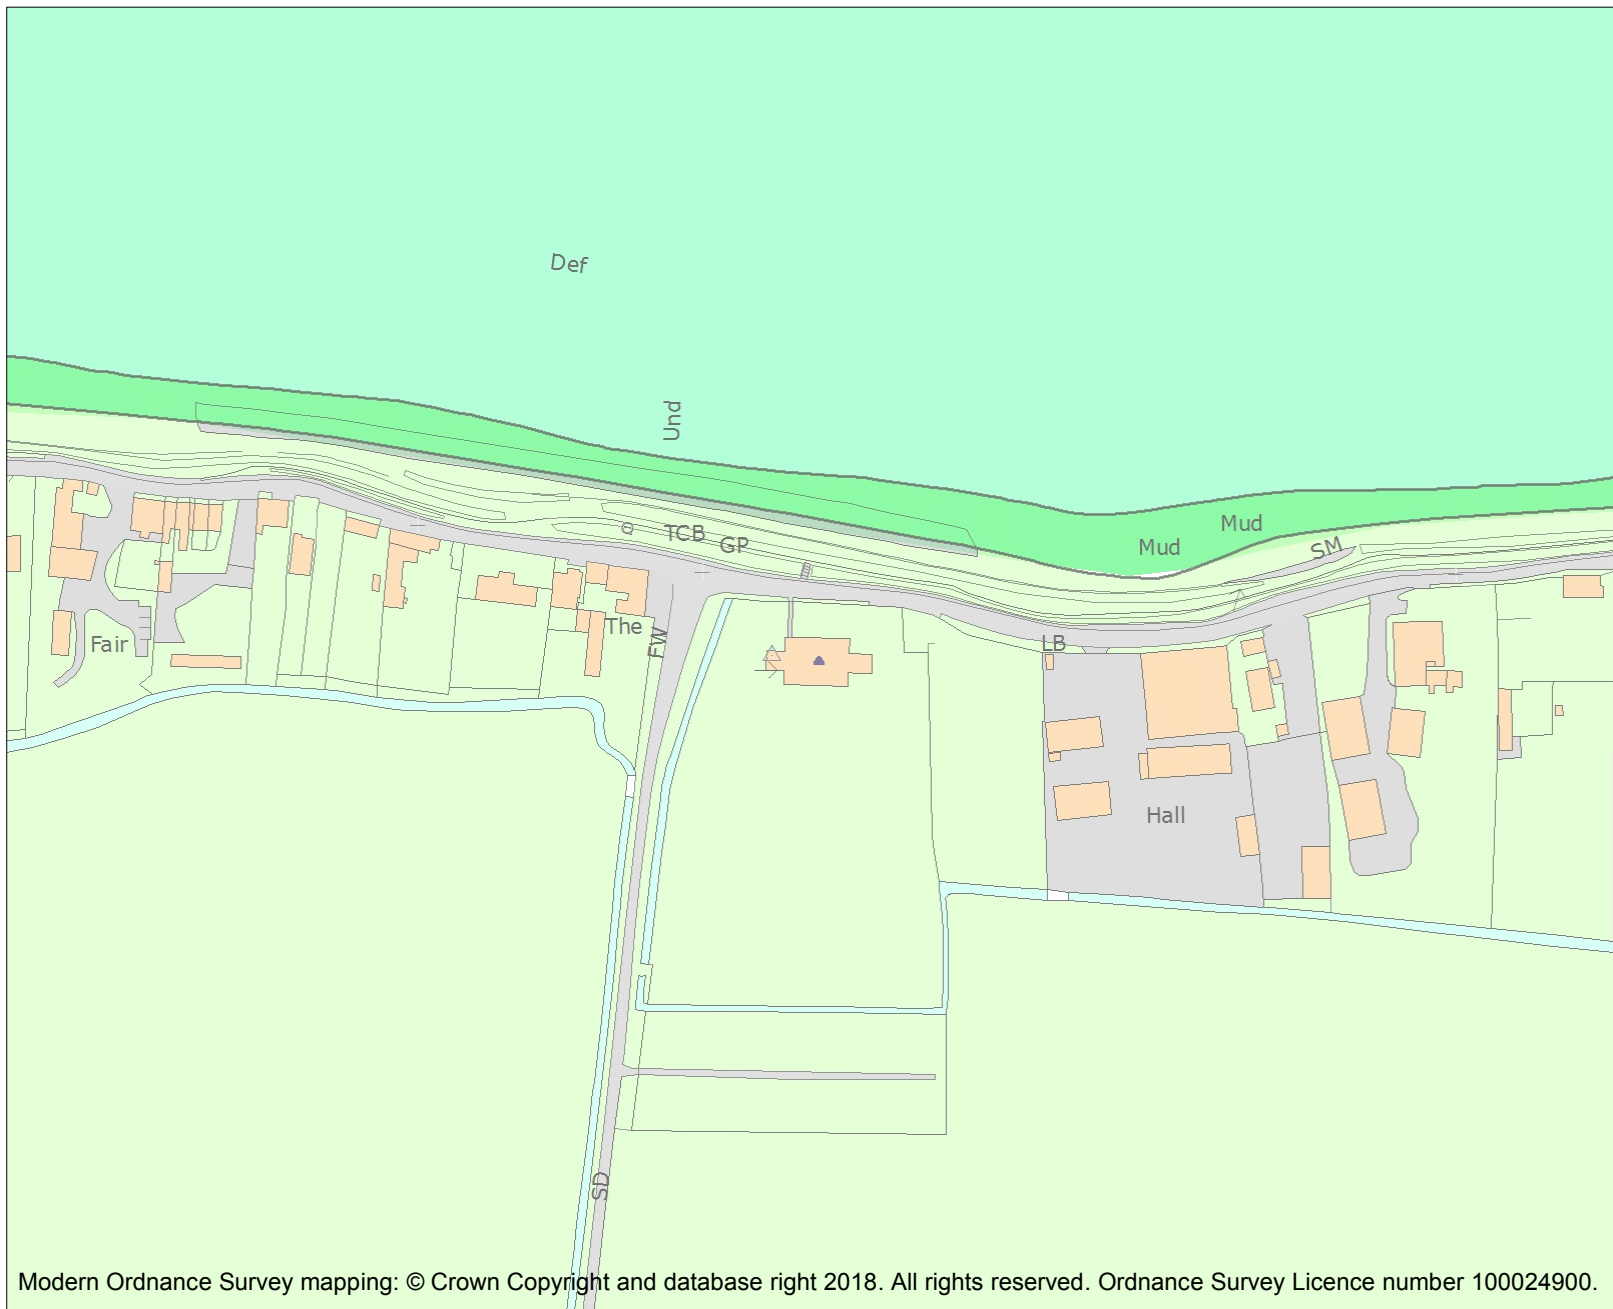 Def
Und
Mud
Mud
TCB
GP
SM
The
FW
LB
Fair
Hall
SD
Modern Ordnance Survey mapping: © Crown Copyright and database right 2018. All rights reserved. Ordnance Survey Licence number 100024900.